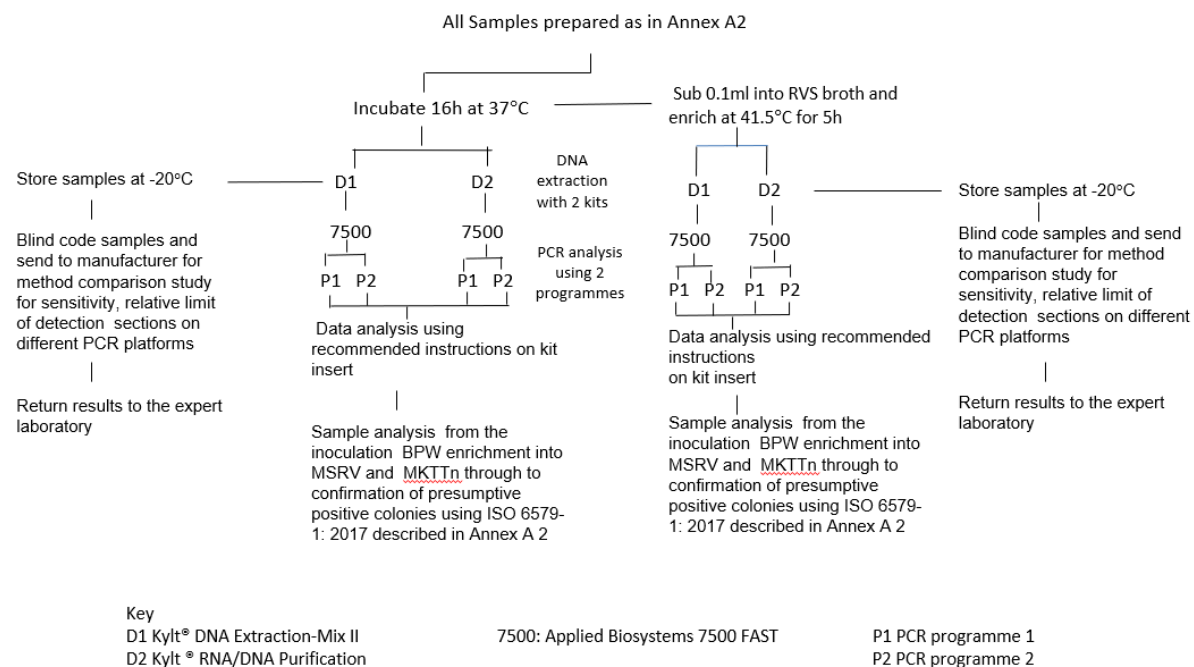 All Samples prepared as in Annex A2
Incubate 16h at 37°C
Sub 0.1ml into RVS broth and
enrich at 41.5°C for 5h
Store samples at -20°C
D1
D2
DNA
extraction
with 2 kits
D1
D2
Store samples at -20°C
Blind code samples and
send to manufacturer for
method comparison study
for sensitivity, relative limit
of detection sections on
different PCR platforms
7500
7500
P1 P2
P1 P2
PCR analysis
using 2
programmes
7500
7500
P1 P2
P1 P2
Blind code samples and send
to manufacturer for method
comparison study for
sensitivity, relative limit of
detection sections on different
PCR platforms
Data analysis using
recommended instructions on kit
insert
Data analysis using recommended
instructions
on kit insert
Return results to the expert
laboratory
Return results to the expert
laboratory
Sample analysis from the
inoculation BPW enrichment into
MSRV and MKTTn through to
confirmation of presumptive
positive colonies using ISO 6579-
1: 2017 described in Annex A 2
Sample analysis from the
inoculation BPW enrichment into
MSRV and MKTTn through to
confirmation of presumptive
positive colonies using ISO 6579-
1: 2017 described in Annex A 2
Key
D1 Kylt® DNA Extraction-Mix II
D2 Kylt ® RNA/DNA Purification
7500: Applied Biosystems 7500 FAST
P1 PCR programme 1
P2 PCR programme 2